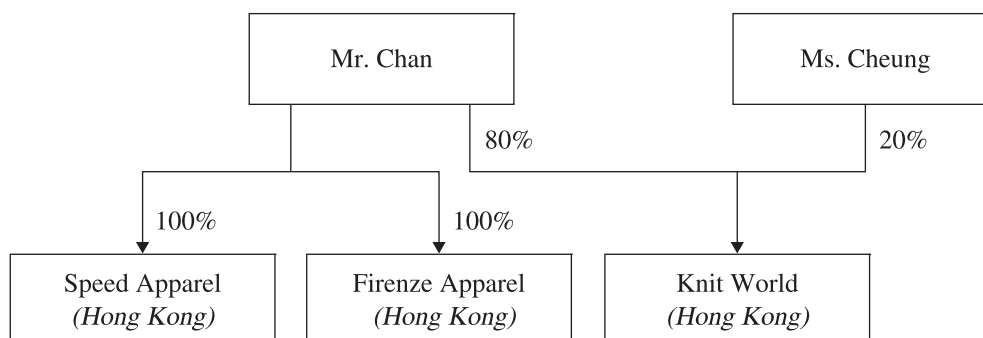 Mr. Chan
Ms. Cheung
80%
20%
100%
100%
Speed Apparel
(Hong Kong)
Firenze Apparel
(Hong Kong)
Knit World
(Hong Kong)